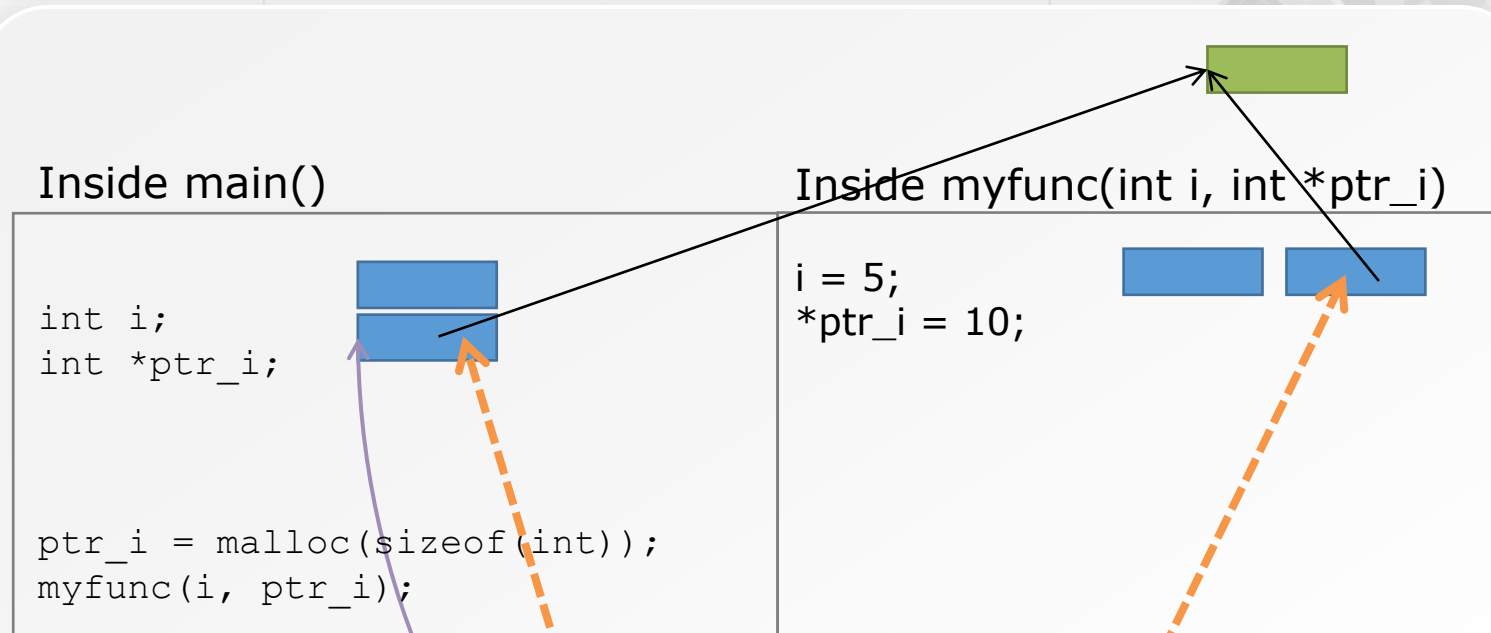 Inside main()
int i;
int *ptr_i;
ptr_i = malloc(sizeof(int));
myfunc(i, ptr_i);
Inside myfunc(int i, int *ptr_i)
i = 5;
*ptr_i = 10;